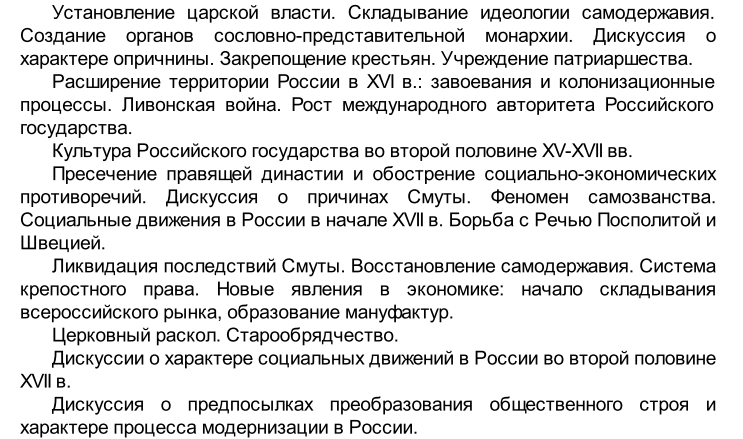 Установление царской власти. Складывание идеологии самодержавия.
Создание органов сословно-представительной монархии. Дискуссия о
характере опричнины. Закрепощение крестьян. Учреждение патриаршества.
Расширение территории России в XVI в.: завоевания и колонизационные
процессы. Ливонская война. Рост международного авторитета Российского
государства.
Культура Российского государства во второй половине XV-XVII вв.
Пресечение правящей династии и обострение социально-экономических
противоречий. Дискуссия о причинах Смуты. Феномен самозванства.
Социальные движения в России в начале XVII в. Борьба с Речью Посполитой и
Швецией.
Ликвидация последствий Смуты. Восстановление самодержавия. Система
крепостного права. Новые явления в экономике: начало складывания
всероссийского рынка, образование мануфактур.
Церковный раскол. Старообрядчество.
Дискуссии о характере социальных движений в России во второй половине
XVII в.
Дискуссия о предпосылках преобразования общественного строя и
характере процесса модернизации в России.